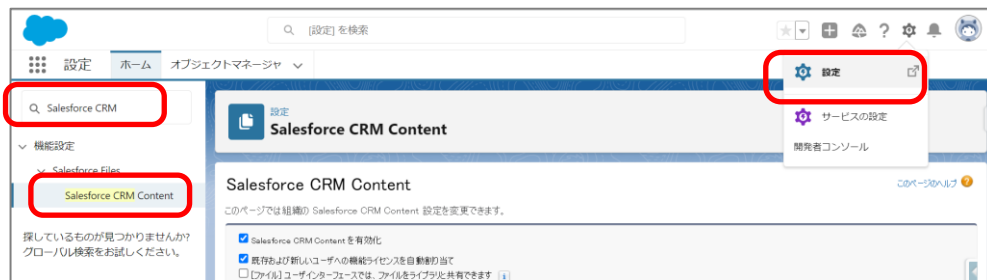 [設定] を検索
設定
ホーム
オブジェクトマネージャ
設定
サービスの設定
開発者コンソール
Salesforce CRM
機能設定
Salesforce Files
Salesforce CRM Content
探しているものが見つかりませんか?
グローバル検索をお試しください。
設定
Salesforce CRM Content
Salesforce CRM Content
このページのヘルプ
このページでは組織の Salesforce CRM Content 設定を変更できます。
Salesforce CRM Content を有効化
既存および新しいユーザへの機能ライセンスを自動割り当て
[ファイル] ユーザインターフェースでは、ファイルをライブラリと共有できます